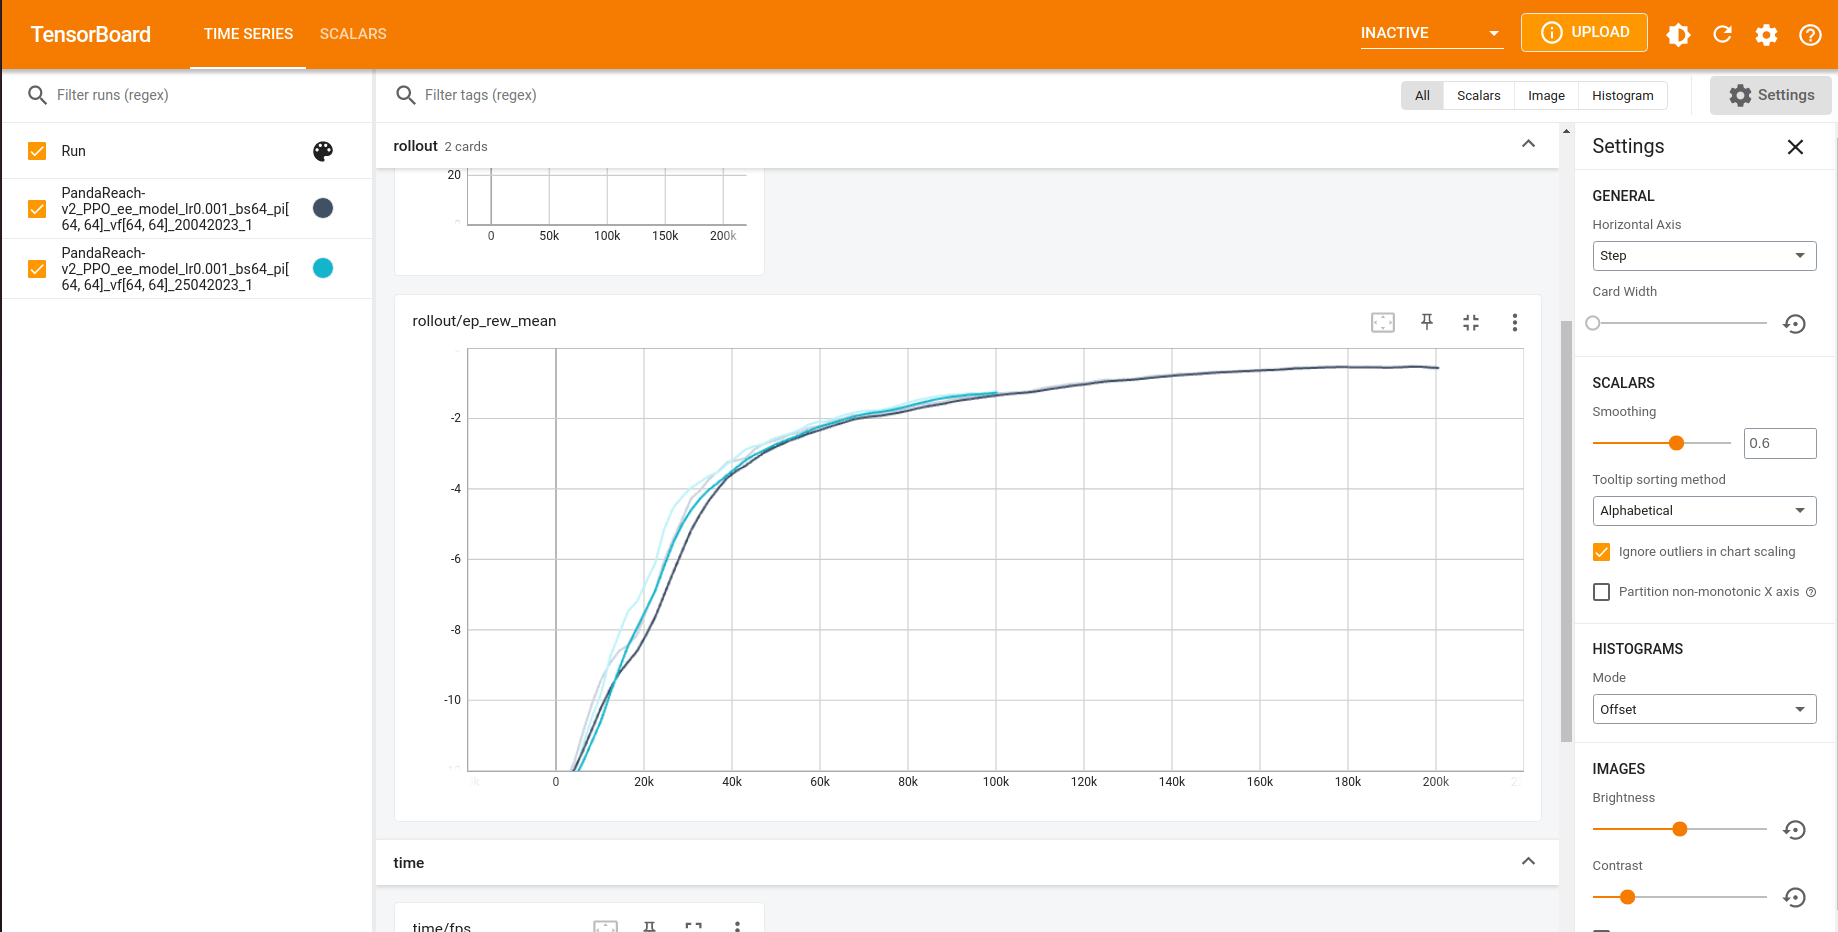 TensorBoard
TIME SERIES
SCALARS
INACTIVE
UPLOAD
Filter runs (regex)
Filter tags (regex)
All
Scalars
Image
Histogram
Settings
Run
PandaReach-
v2_PPO_ee_model_lr0.001_bs64_pi[
64, 64]_vf[64, 64]_20042023_1
PandaReach-
v2_PPO_ee_model_lr0.001_bs64_pi[
64, 64]_vf[64, 64]_25042023_1
rollout 2 cards
20
0 50k 100k 150k 200k
rollout/ep_rew_mean
-2
-4
-6
-8
-10
0 20k 40k 60k 80k 100k 120k 140k 160k 180k 200k
time
time/fps
Settings
GENERAL
Horizontal Axis
Step
Card Width
SCALARS
Smoothing
0.6
Tooltip sorting method
Alphabetical
Ignore outliers in chart scaling
Partition non-monotonic X axis
HISTOGRAMS
Mode
Offset
IMAGES
Brightness
Contrast